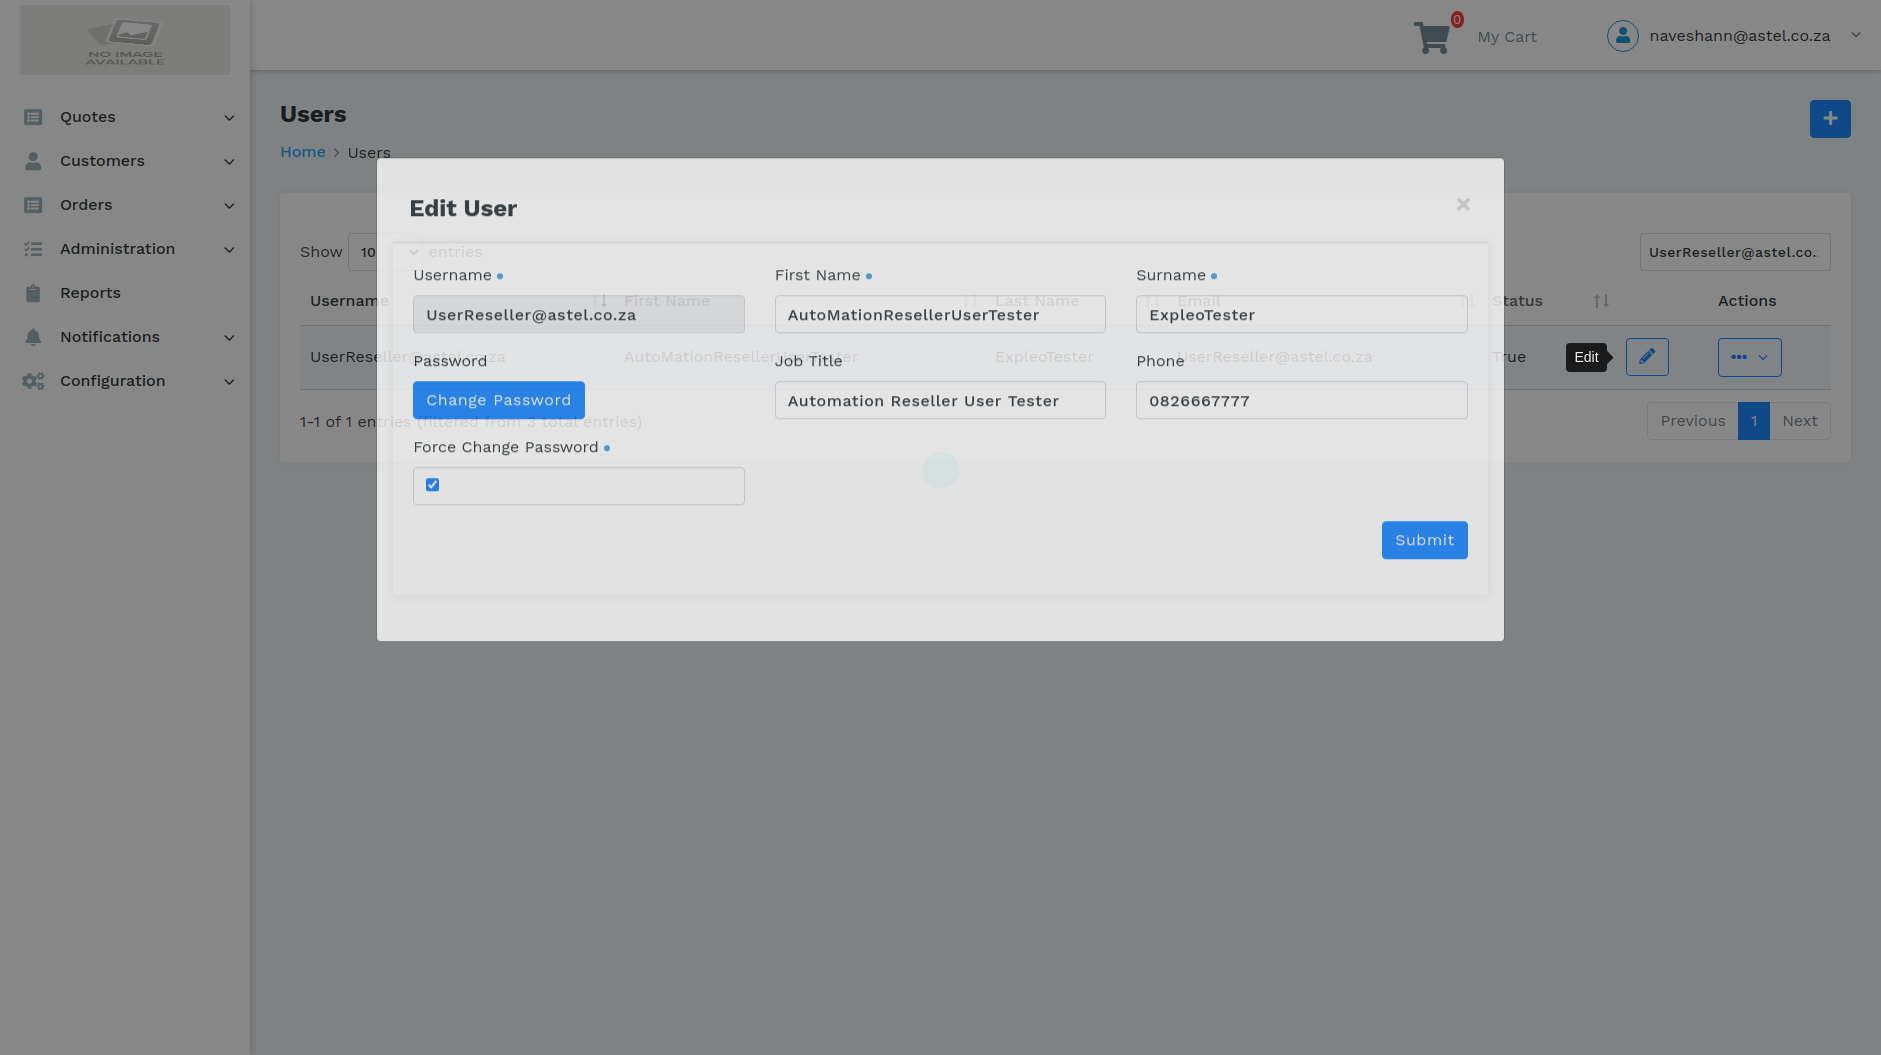 NO IMAGE
AVAILABLE
0
My Cart
naveshann@astel.co.za
Quotes
Customers
Orders
Administration
Reports
Notifications
Configuration
Users
Home > Users
Show 10 entries
UserReseller@astel.co.
Username First Name Last Name Email Status Actions
UserReseller@astel.co.za AutoMationResellerUserTester ExpleoTester UserReseller@astel.co.za True Edit
1-1 of 1 entries (filtered from 3 total entries)
Previous 1 Next
Edit User
Username First Name Surname
UserReseller@astel.co.za AutoMationResellerUserTester ExpleoTester
Password Job Title Phone
Change Password Automation Reseller User Tester 0826667777
Force Change Password
Submit